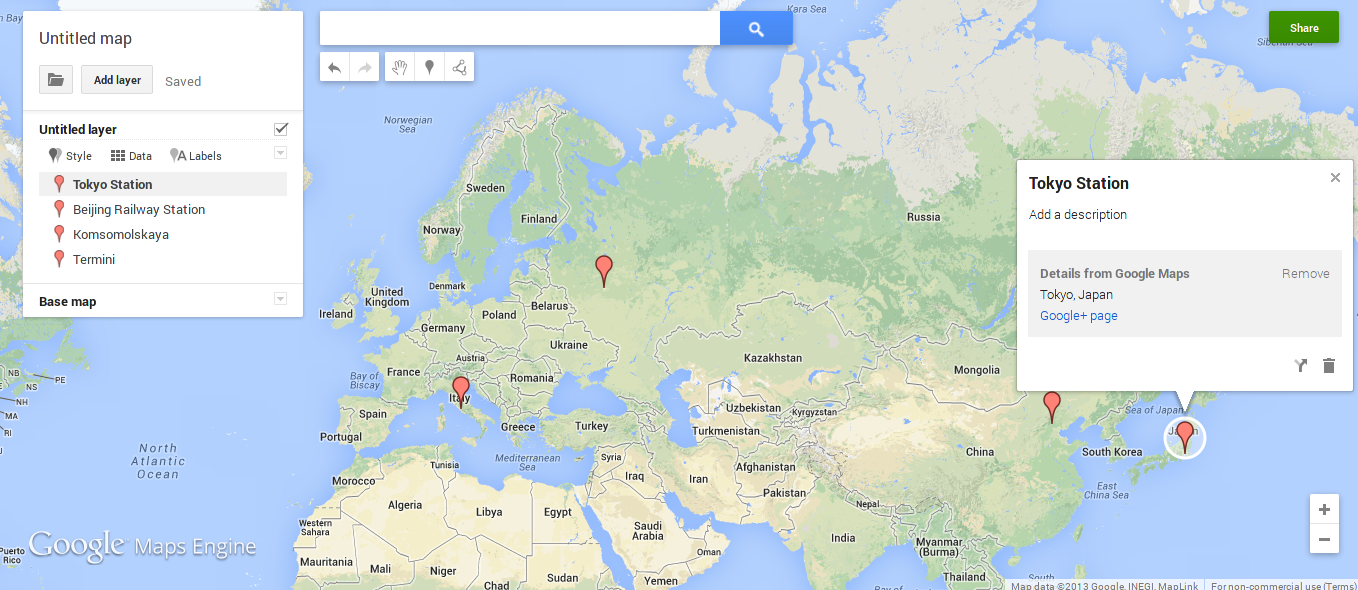 Untitled map
Add layer
Saved
Untitled layer
Style
Data
A Labels
Tokyo Station
Beijing Railway Station
Komsomolskaya
Termini
Base map
Share
Kara Sea
Norwegian
Sea
Sweden
Finland
Norway
Russia
Denmark
United
Kingdom
Ireland
Belarus
Poland
Germany
Ukraine
Austria
France
Romania
Bay of
Biscay
Italy
Spain
Portugal
Greece
Turkey
Kazakhstan
Mongolia
Uzbekistan
Kyrgyzstan
Turkmenistan
Mediterranean
Sea
Tunisia
Syria
Iraq
Iran
Afghanistan
Pakistan
China
Nepal
India
Myanmar
(Burma)
Thailand
Morocco
Algeria
Libya
Egypt
Saudi
Arabia
Oman
Yemen
Western
Sahara
Mauritania
Mali
Niger
Chad
Sudan
North
Atlantic
Ocean
NB
PE
NS
NH
MA
RI
Puerto
Rico
Tokyo Station
Add a description
Details from Google Maps
Remove
Tokyo, Japan
Google+ page
Sea of Japan
Japan
South Korea
East
China Sea
South
Bay of
Google Maps Engine
Map data ©2013 Google, INEGI, MapLink
For non-commercial use (Terms)